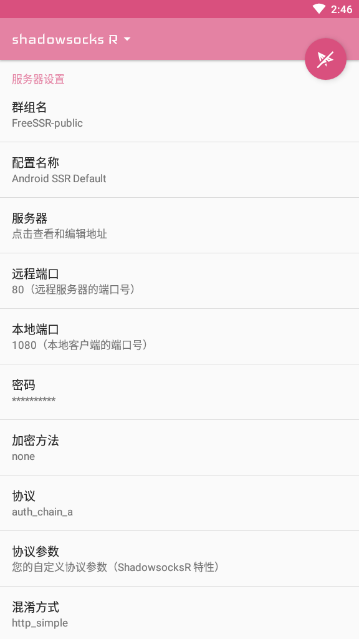 2:46
shadowsocks R
服务器设置
群组名
FreeSSR-public
配置名称
Android SSR Default
服务器
点击查看和编辑地址
远程端口
80（远程服务器的端口号）
本地端口
1080（本地客户端的端口号）
密码
**********
加密方法
none
协议
auth_chain_a
协议参数
您的自定义协议参数（ShadowsocksR 特性）
混淆方式
http_simple